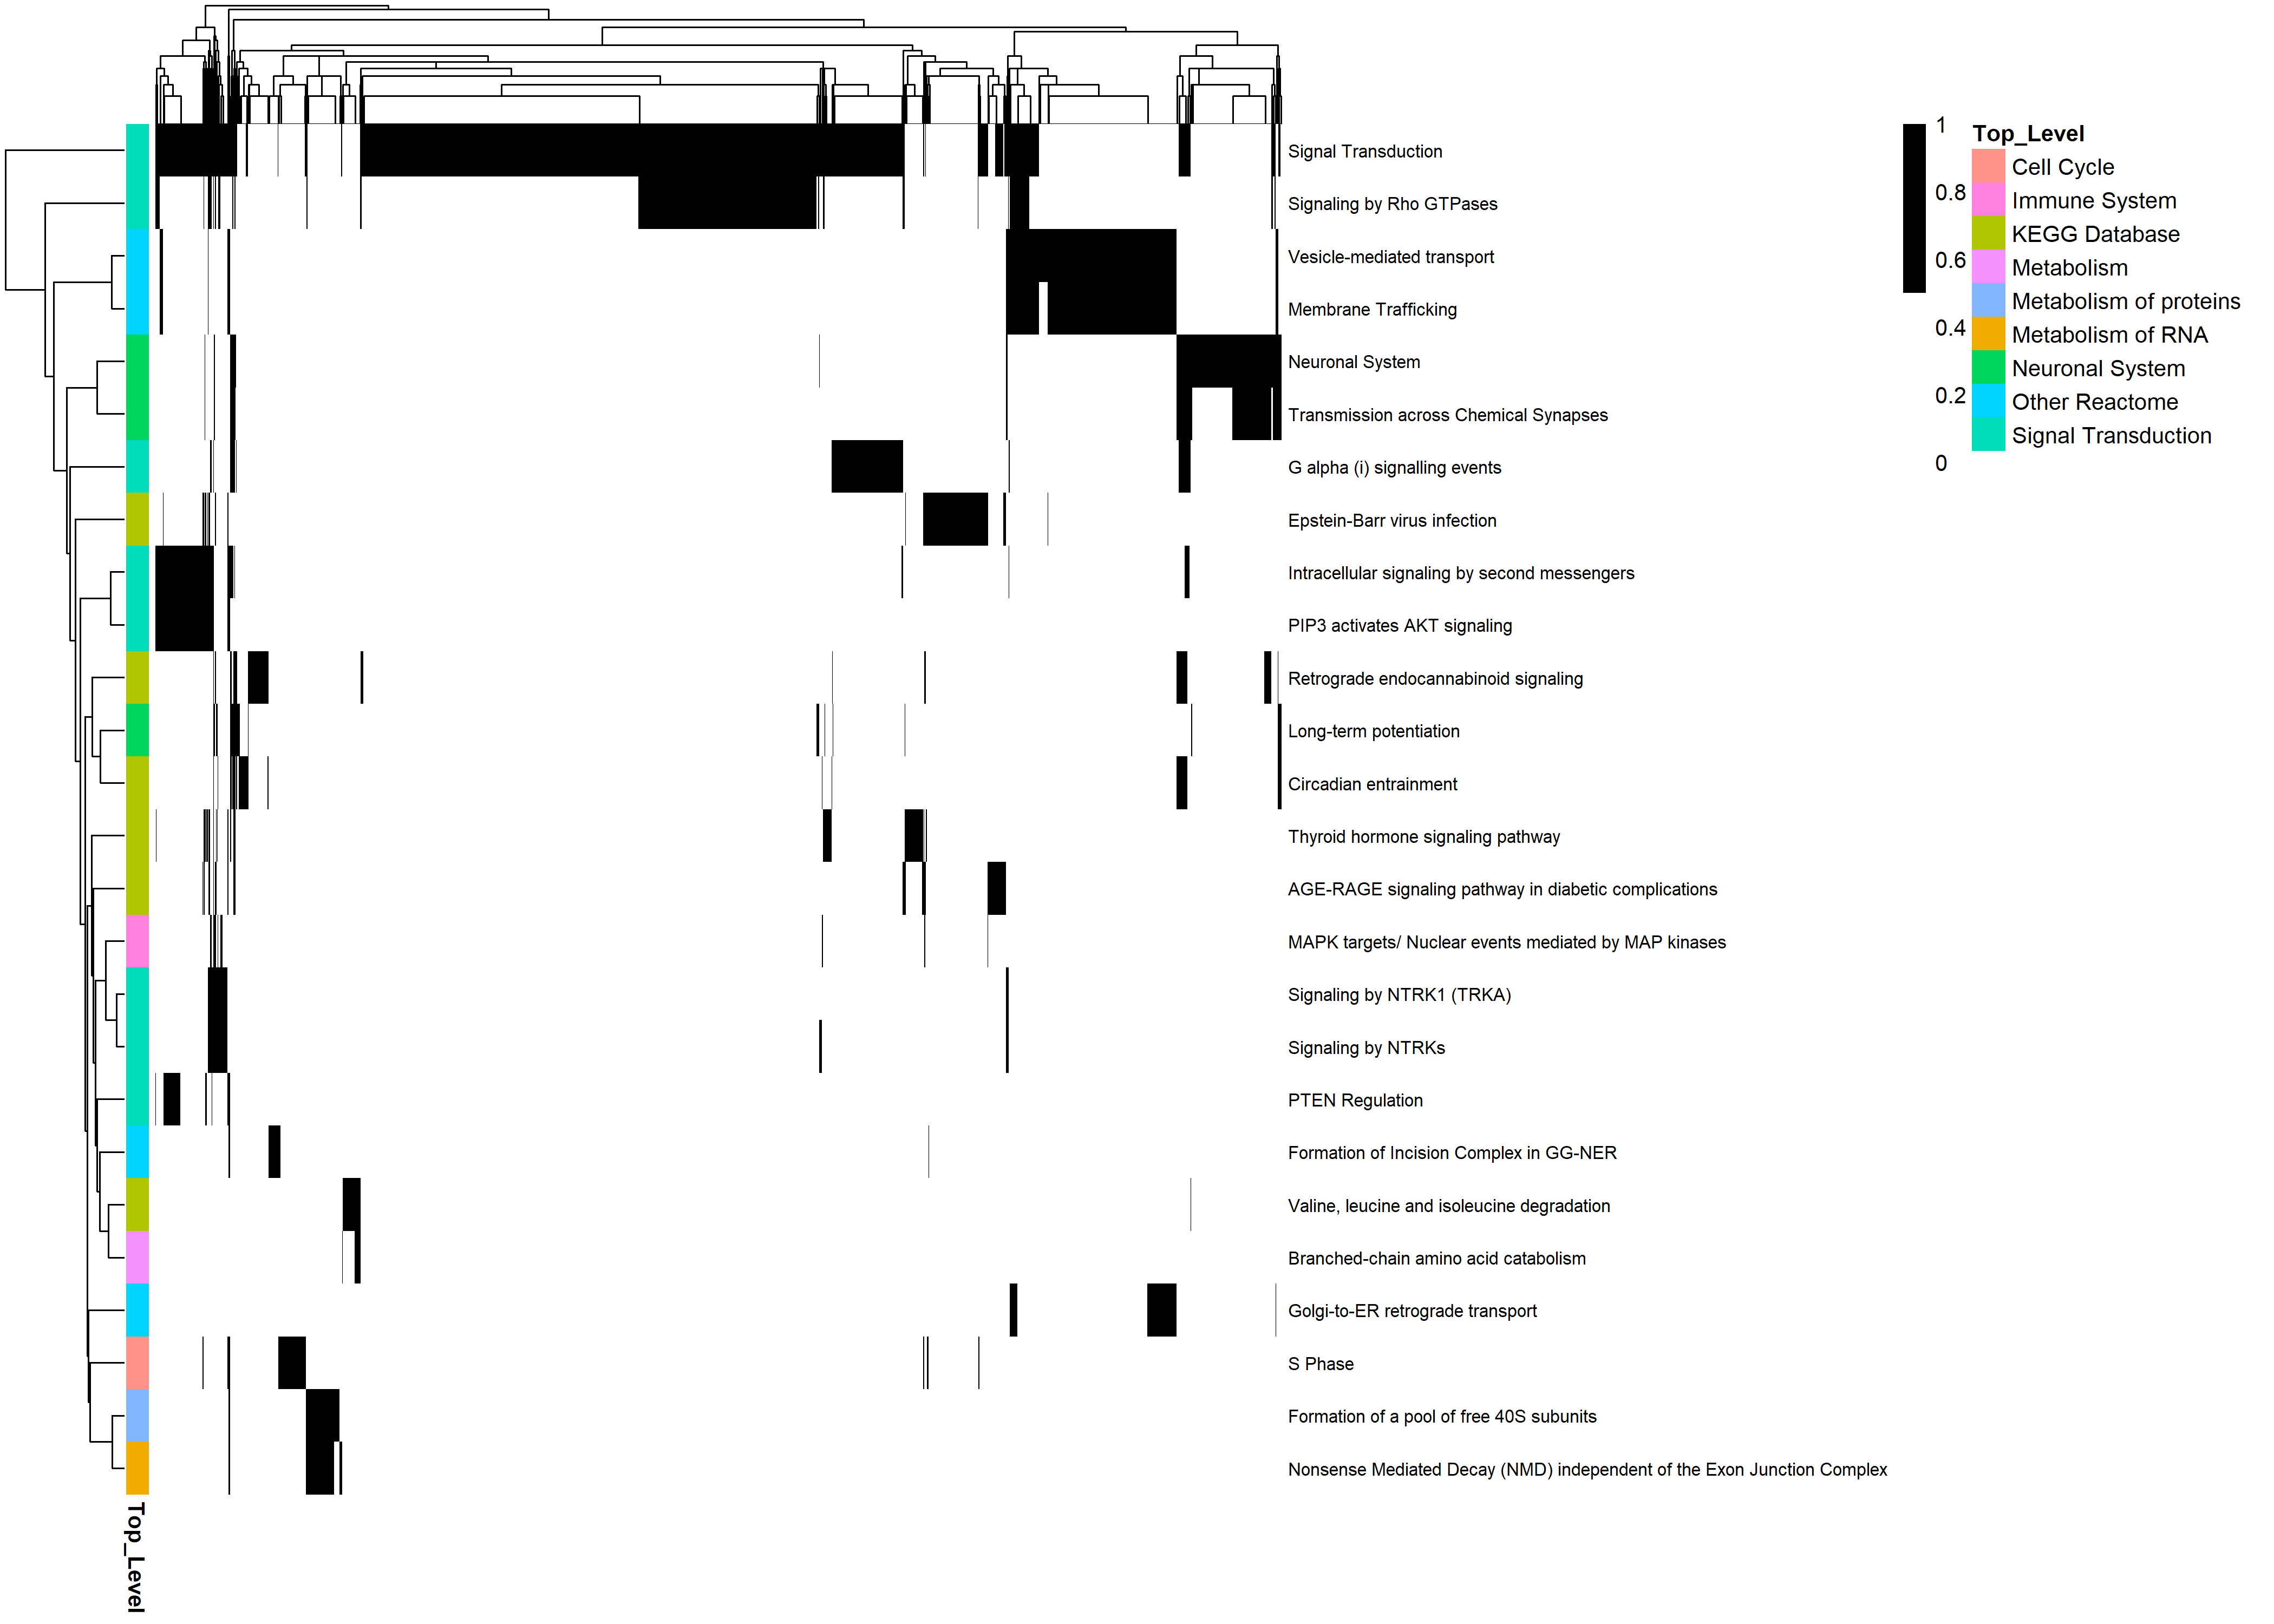 Signal Transduction
Signaling by Rho GTPases
Vesicle-mediated transport
Membrane Trafficking
Neuronal System
Transmission across Chemical Synapses
G alpha (i) signalling events
Epstein-Barr virus infection
Intracellular signaling by second messengers
PIP3 activates AKT signaling
Retrograde endocannabinoid signaling
Long-term potentiation
Circadian entrainment
Thyroid hormone signaling pathway
AGE-RAGE signaling pathway in diabetic complications
MAPK targets/ Nuclear events mediated by MAP kinases
Signaling by NTRK1 (TRKA)
Signaling by NTRKs
PTEN Regulation
Formation of Incision Complex in GG-NER
Valine, leucine and isoleucine degradation
Branched-chain amino acid catabolism
Golgi-to-ER retrograde transport
S Phase
Formation of a pool of free 40S subunits
Nonsense Mediated Decay (NMD) independent of the Exon Junction Complex
Top_Level
1
0.8
0.6
0.4
0.2
0
Top_Level
Cell Cycle
Immune System
KEGG Database
Metabolism
Metabolism of proteins
Metabolism of RNA
Neuronal System
Other Reactome
Signal Transduction